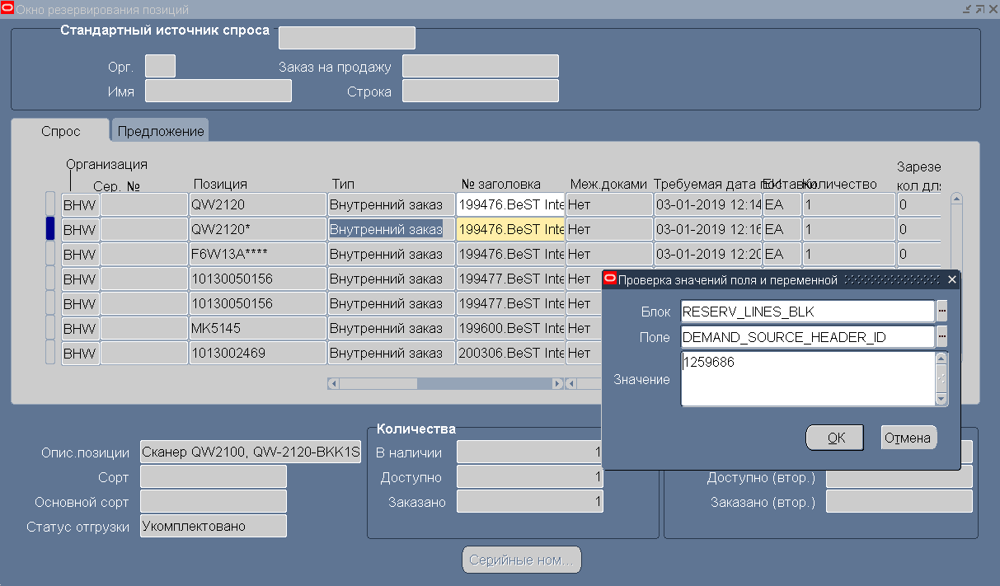 Окно резервирования позиций
Стандартный источник спроса
Орг. Заказ на продажу
Имя Строка
Спрос Предложение
Организация
Сер. № Позиция Тип № заголовка Меж.доками Требуемая дата поставки ЕИ Количество Зарезе
кол для
BHW QW2120 Внутренний заказ 199476.BeST Inte Нет 03-01-2019 12:14 EA 1 0
BHW QW2120* Внутренний заказ 199476.BeST Inte Нет 03-01-2019 12:16 EA 1 0
BHW F6W13A**** Внутренний заказ 199476.BeST Inte Нет 03-01-2019 12:20 EA 1 0
BHW 10130050156 Внутренний заказ 199477.BeST Inte Нет
BHW 10130050156 Внутренний заказ 199477.BeST Inte Нет
BHW MK5145 Внутренний заказ 199600.BeST Inte Нет
BHW 1013002469 Внутренний заказ 200306.BeST Inte Нет
Проверка значений поля и переменной
Блок RESERV_LINES_BLK
Поле DEMAND_SOURCE_HEADER_ID
Значение 1259686
ОК Отмена
Количества
Опис.позиции Сканер QW2100, QW-2120-BKK1S В наличии 1
Сорт Доступно 1 Доступно (втор.)
Основной сорт Заказано 1 Заказано (втор.)
Статус отгрузки Укомплектовано
Серийные ном...